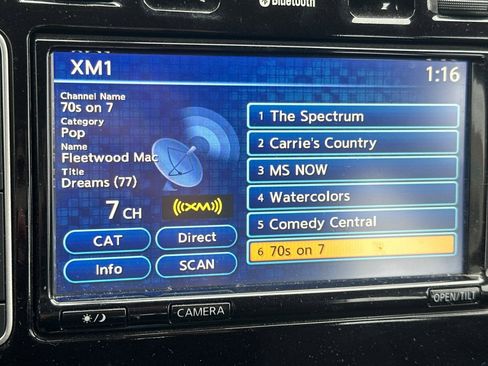 Bluetooth
XM1
1:16
Channel Name
70s on 7
Category
Pop
Name
Fleetwood Mac
Title
Dreams (77)
7 CH
((XM))
CAT
Direct
Info
SCAN
1 The Spectrum
2 Carrie's Country
3 MS NOW
4 Watercolors
5 Comedy Central
6 70s on 7
CAMERA
OPEN/TILT